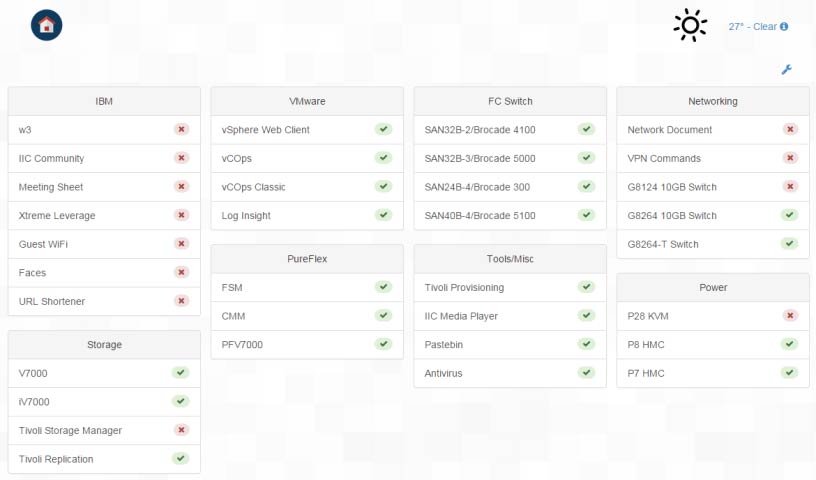 27° - Clear
IBM
w3
IIC Community
Meeting Sheet
Xtreme Leverage
Guest WiFi
Faces
URL Shortener
Storage
V7000
iV7000
Tivoli Storage Manager
Tivoli Replication
VMware
vSphere Web Client
vCOps
vCOps Classic
Log Insight
PureFlex
FSM
CMM
PFV7000
FC Switch
SAN32B-2/Brocade 4100
SAN32B-3/Brocade 5000
SAN24B-4/Brocade 300
SAN40B-4/Brocade 5100
Tools/Misc
Tivoli Provisioning
IIC Media Player
Pastebin
Antivirus
Networking
Network Document
VPN Commands
G8124 10GB Switch
G8264 10GB Switch
G8264-T Switch
Power
P28 KVM
P8 HMC
P7 HMC